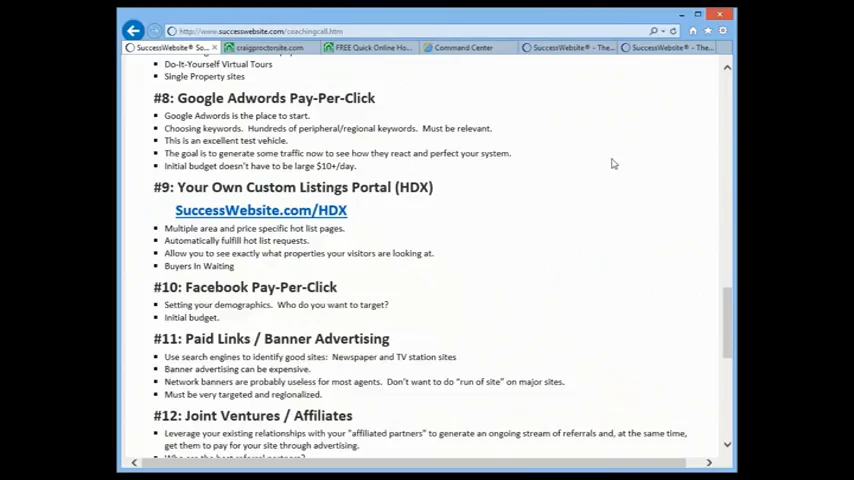 http://www.successwebsite.com/coachingcall.htm
SuccessWebsite® So...
craigproctorsite.com
FREE Quick Online Ho...
Command Center
SuccessWebsite® - The...
SuccessWebsite® - The...
Do-It-Yourself Virtual Tours
Single Property sites
#8: Google Adwords Pay-Per-Click
Google Adwords is the place to start.
Choosing keywords. Hundreds of peripheral/regional keywords. Must be relevant.
This is an excellent test vehicle.
The goal is to generate some traffic now to see how they react and perfect your system.
Initial budget doesn't have to be large $10+/day.
#9: Your Own Custom Listings Portal (HDX)
SuccessWebsite.com/HDX
Multiple area and price specific hot list pages.
Automatically fulfill hot list requests.
Allow you to see exactly what properties your visitors are looking at.
Buyers In Waiting
#10: Facebook Pay-Per-Click
Setting your demographics. Who do you want to target?
Initial budget.
#11: Paid Links / Banner Advertising
Use search engines to identify good sites: Newspaper and TV station sites
Banner advertising can be expensive.
Network banners are probably useless for most agents. Don't want to do "run of site" on major sites.
Must be very targeted and regionalized.
#12: Joint Ventures / Affiliates
Leverage your existing relationships with your "affiliated partners" to generate an ongoing stream of referrals and, at the same time,
get them to pay for your site through advertising.
Who are the best referral partners?